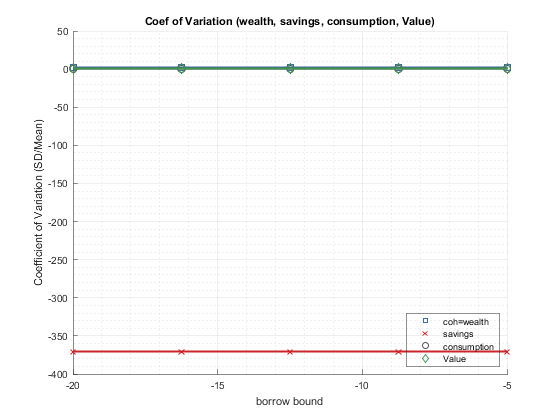 Coef of Variation (wealth, savings, consumption, Value)
50
0
-50
-100
-150
-200
-250
-300
-350
-400
Coefficient of Variation (SD/Mean)
coh=wealth
savings
consumption
Value
-20
-15
-10
-5
borrow bound